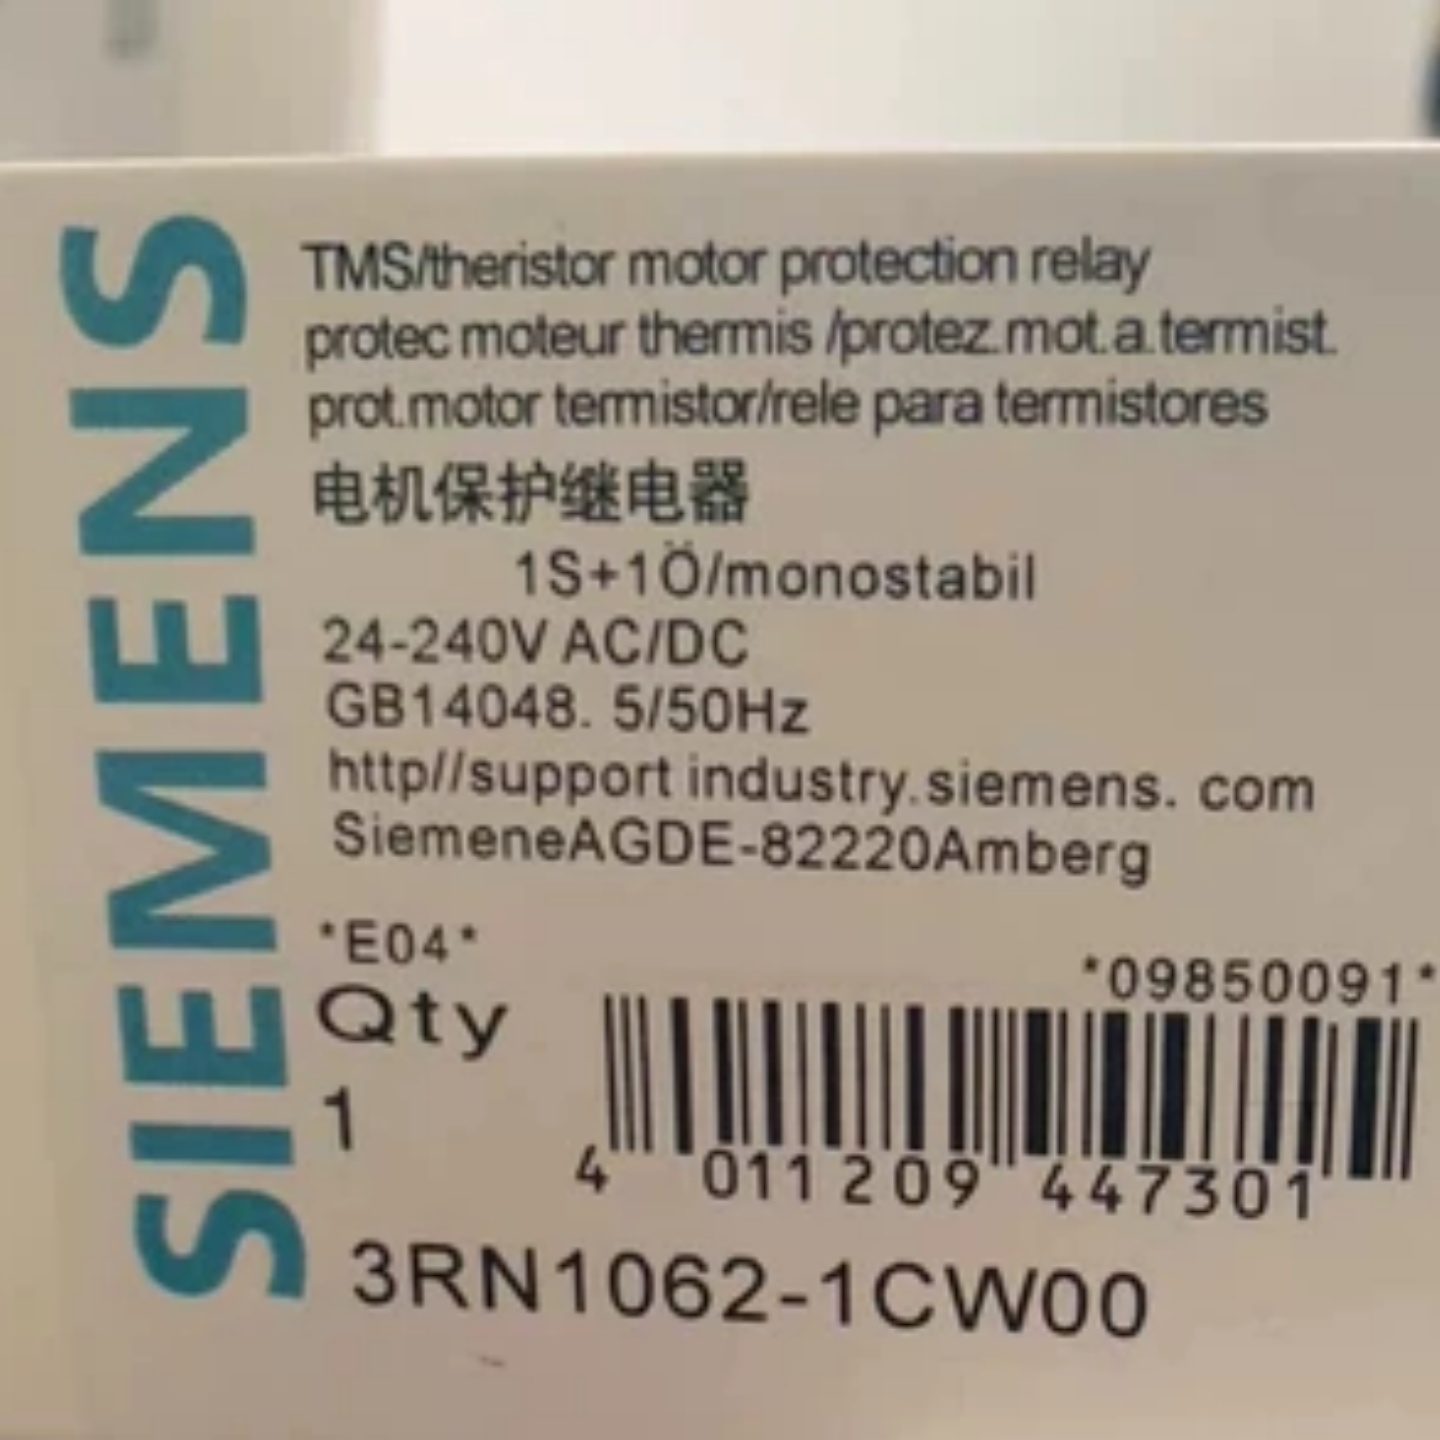 SIEMENS
TMS/theristor motor protection relay
protec moteur thermis /protez.mot.a.termist.
prot.motor termistor/rele para termistores
电机保护继电器
1S+1Ö/monostabil
24-240V AC/DC
GB14048. 5/50Hz
http//support industry.siemens. com
SiemeneAGDE-82220Amberg
*E04*
*09850091*
Qty
1
4 011209 447301
3RN1062-1CW00